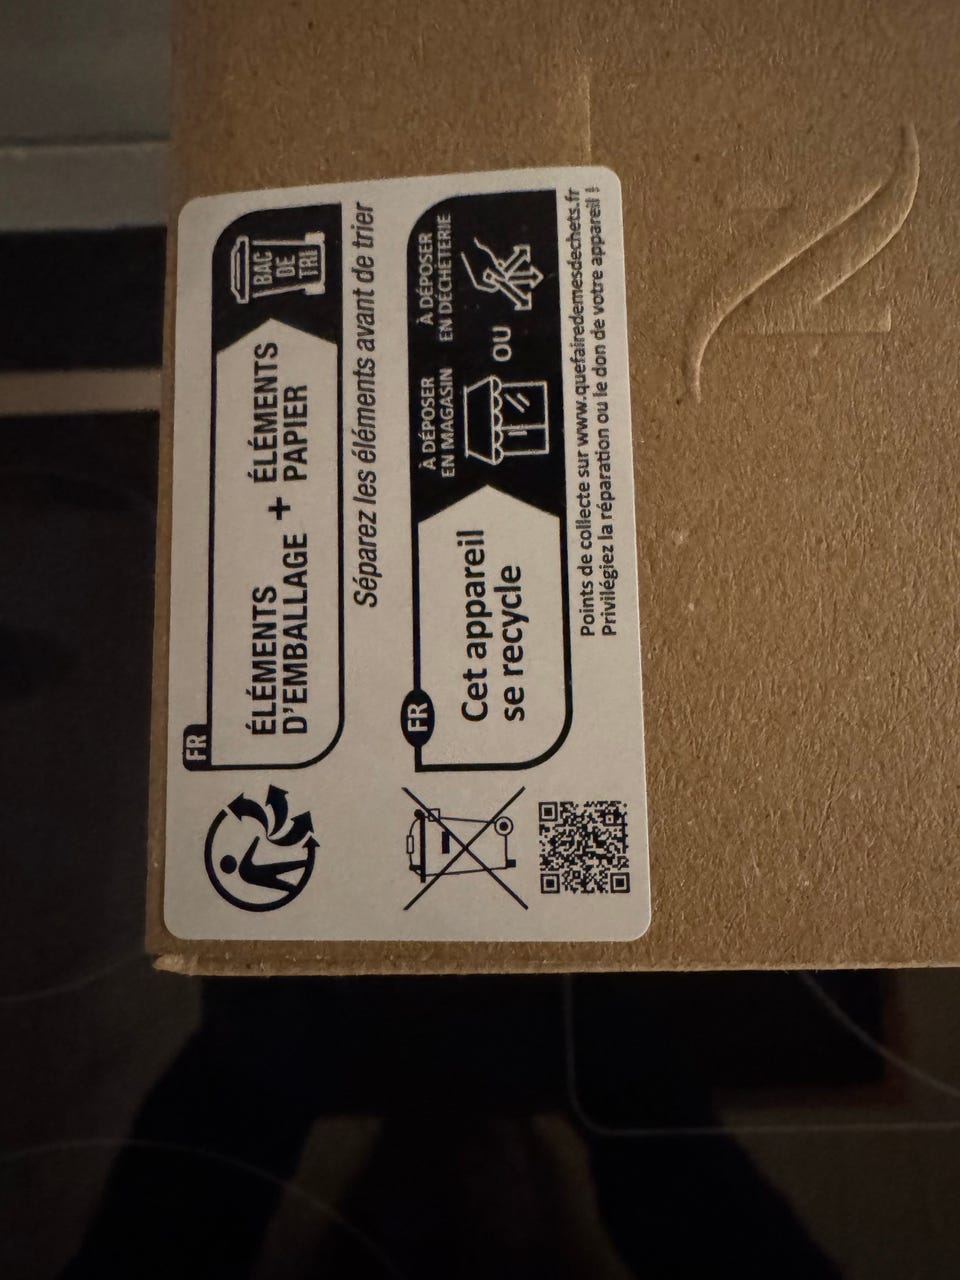 FR
ÉLÉMENTS
D'EMBALLAGE
+
ÉLÉMENTS
PAPIER
BAC
DE
TRI
Séparez les éléments avant de trier
FR
Cet appareil
se recycle
À DÉPOSER
EN MAGASIN
OU
À DÉPOSER
EN DÉCHÈTERIE
Points de collecte sur www.quefairedemesdechets.fr
Privilégiez la réparation ou le don de votre appareil !